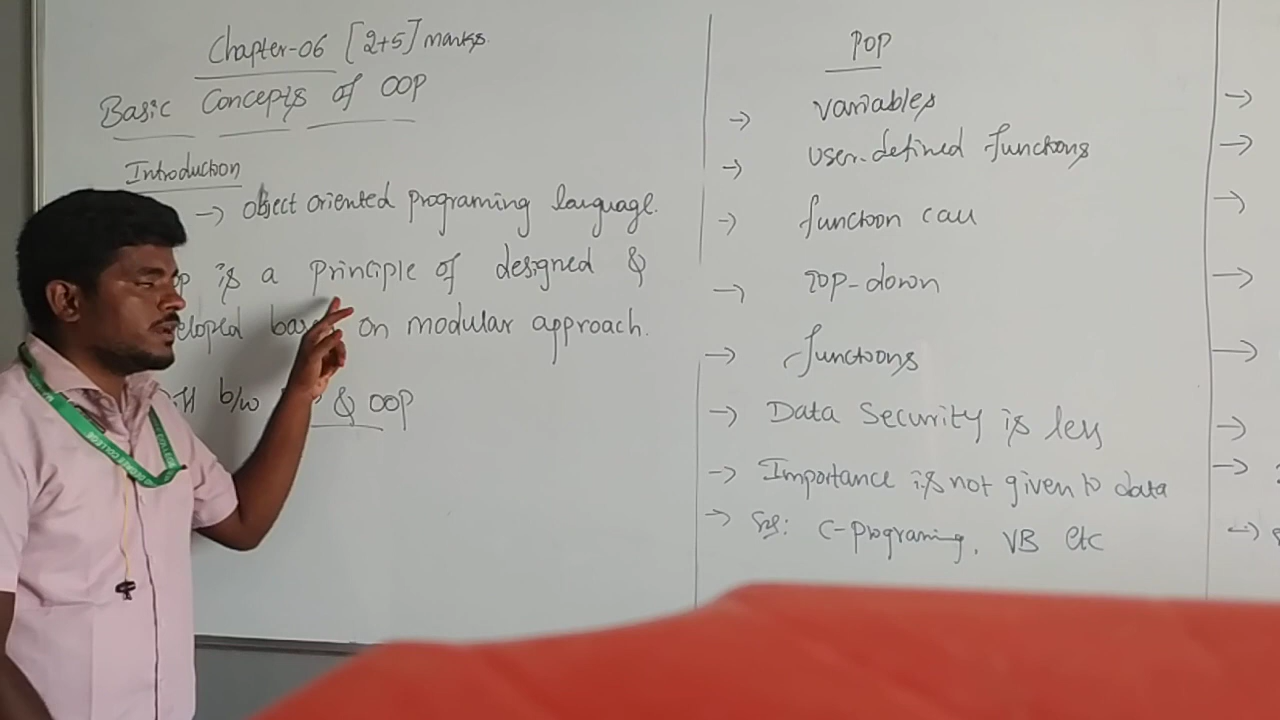 Chapter-06 [2+5] marks
Basic Concepts of OOP
Introduction
→ object oriented programing language.
is a principle of designed &
on modular approach.
b/w & OOP
POP
→ variables
→ user-defined functions
→ function call
→ Top-down
→ functions
→ Data Security is less
→ Importance is not given to data
→ Eg: C-programing, VB etc
DEGREE COLLEGE